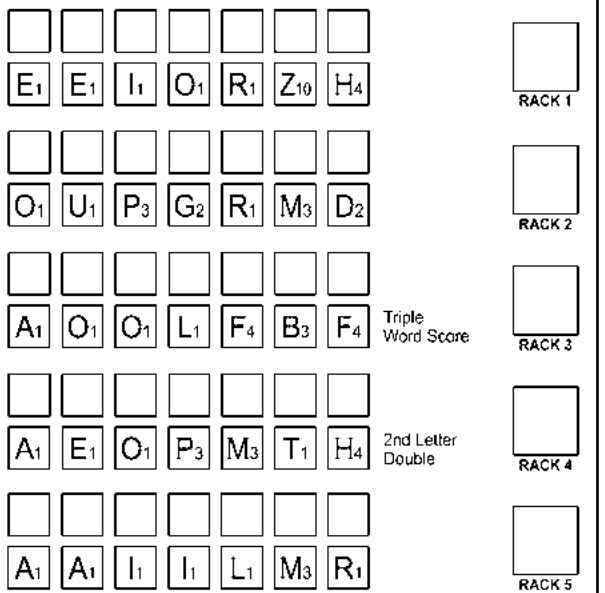 E1 E1 I1 O1 R1 Z10 H4
RACK 1
O1 U1 P3 G2 R1 M3 D2
RACK 2
A1 O1 O1 L1 F4 B3 F4
Triple
Word Score
RACK 3
A1 E1 O1 P3 M3 T1 H4
2nd Letter
Double
RACK 4
A1 A1 I1 I1 L1 M3 R1
RACK 5